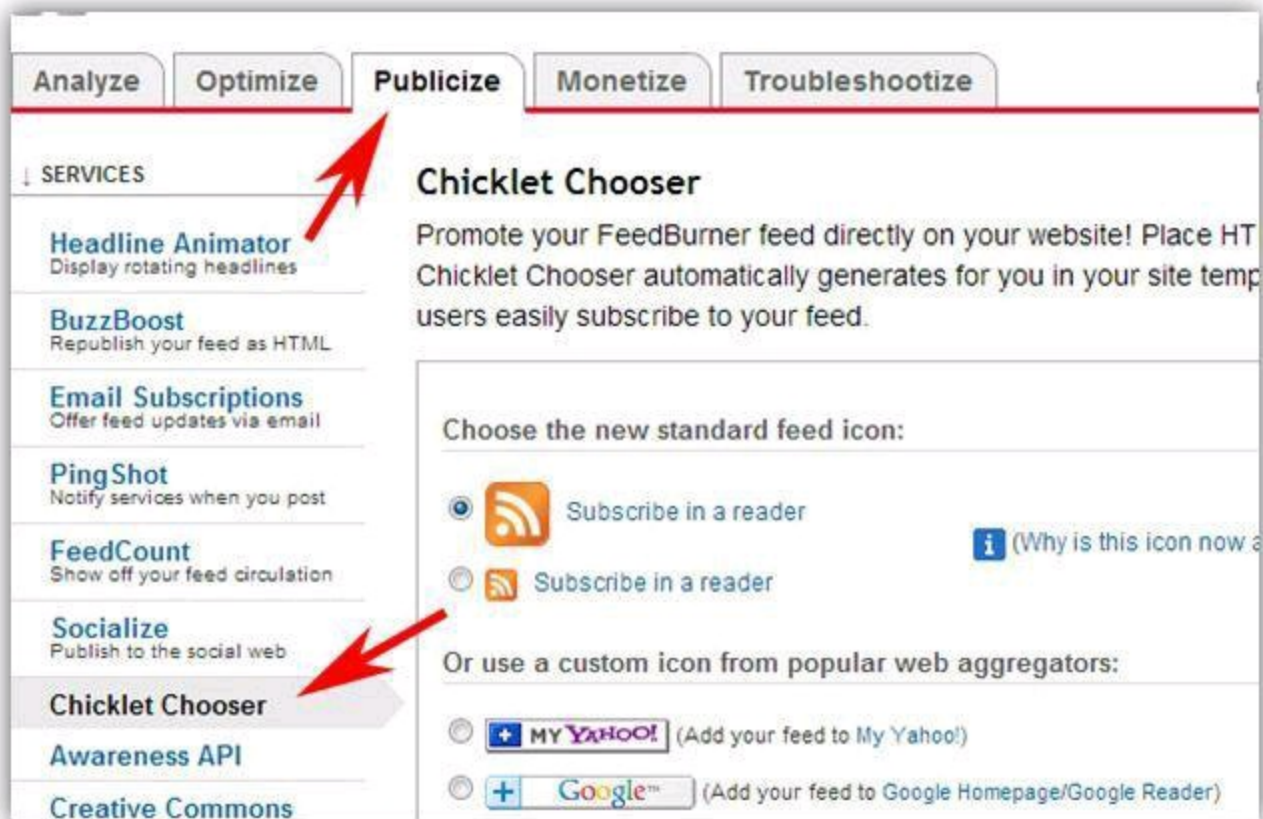 Analyze Optimize Publicize Monetize Troubleshootize
↓ SERVICES
Headline Animator
Display rotating headlines
BuzzBoost
Republish your feed as HTML
Email Subscriptions
Offer feed updates via email
PingShot
Notify services when you post
FeedCount
Show off your feed circulation
Socialize
Publish to the social web
Chicklet Chooser
Awareness API
Creative Commons
Chicklet Chooser
Promote your FeedBurner feed directly on your website! Place HT
Chicklet Chooser automatically generates for you in your site temp
users easily subscribe to your feed.
Choose the new standard feed icon:
Subscribe in a reader
i (Why is this icon now a
Subscribe in a reader
Or use a custom icon from popular web aggregators:
+ MY YAHOO! (Add your feed to My Yahoo!)
+ Google™ (Add your feed to Google Homepage/Google Reader)